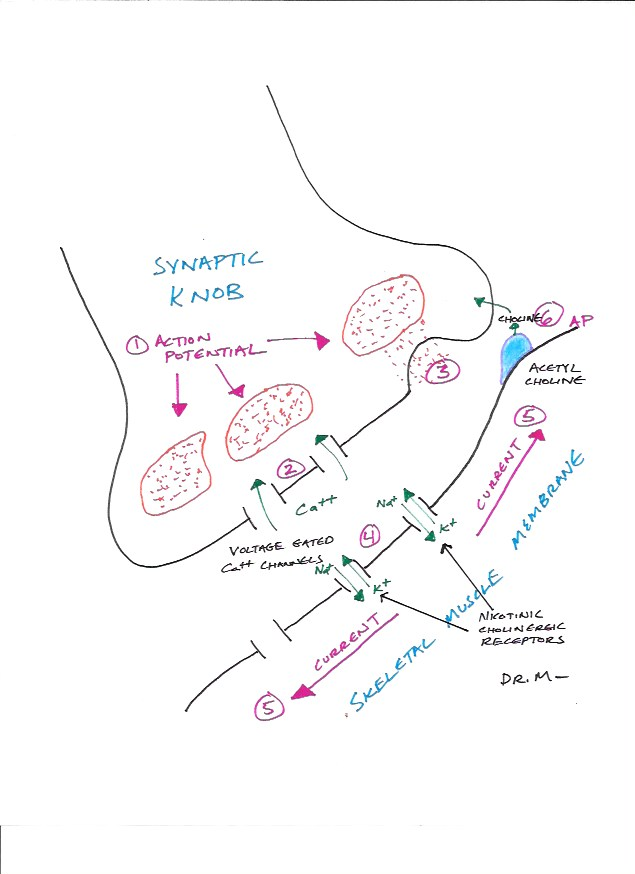 SYNAPTIC
KNOB
① ACTION
POTENTIAL
CHOLINE
⑥
AP
③
ACETYL
CHOLINE
⑤
CURRENT
②
Ca++
VOLTAGE GATED
Ca++ CHANNELS
Na+
K+
④
Na+
K+
NICOTINIC
CHOLINERGIC
RECEPTORS
CURRENT
⑤
SKELETAL MUSCLE MEMBRANE
DR. M-